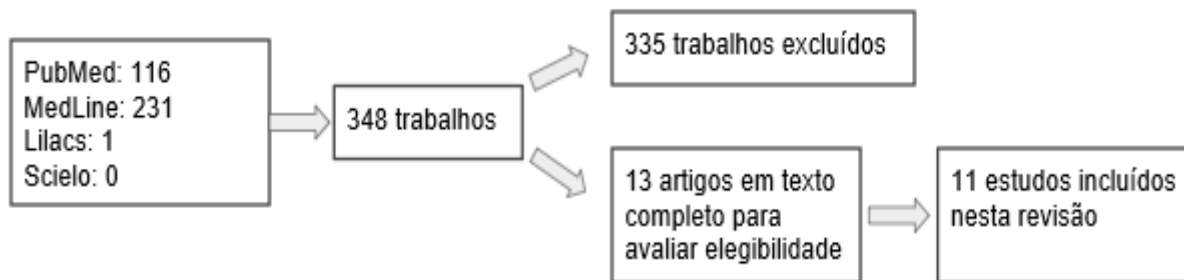 PubMed: 116
MedLine: 231
Lilacs: 1
Scielo: 0
348 trabalhos
335 trabalhos excluídos
13 artigos em texto
completo para
avaliar elegibilidade
11 estudos incluídos
nesta revisão